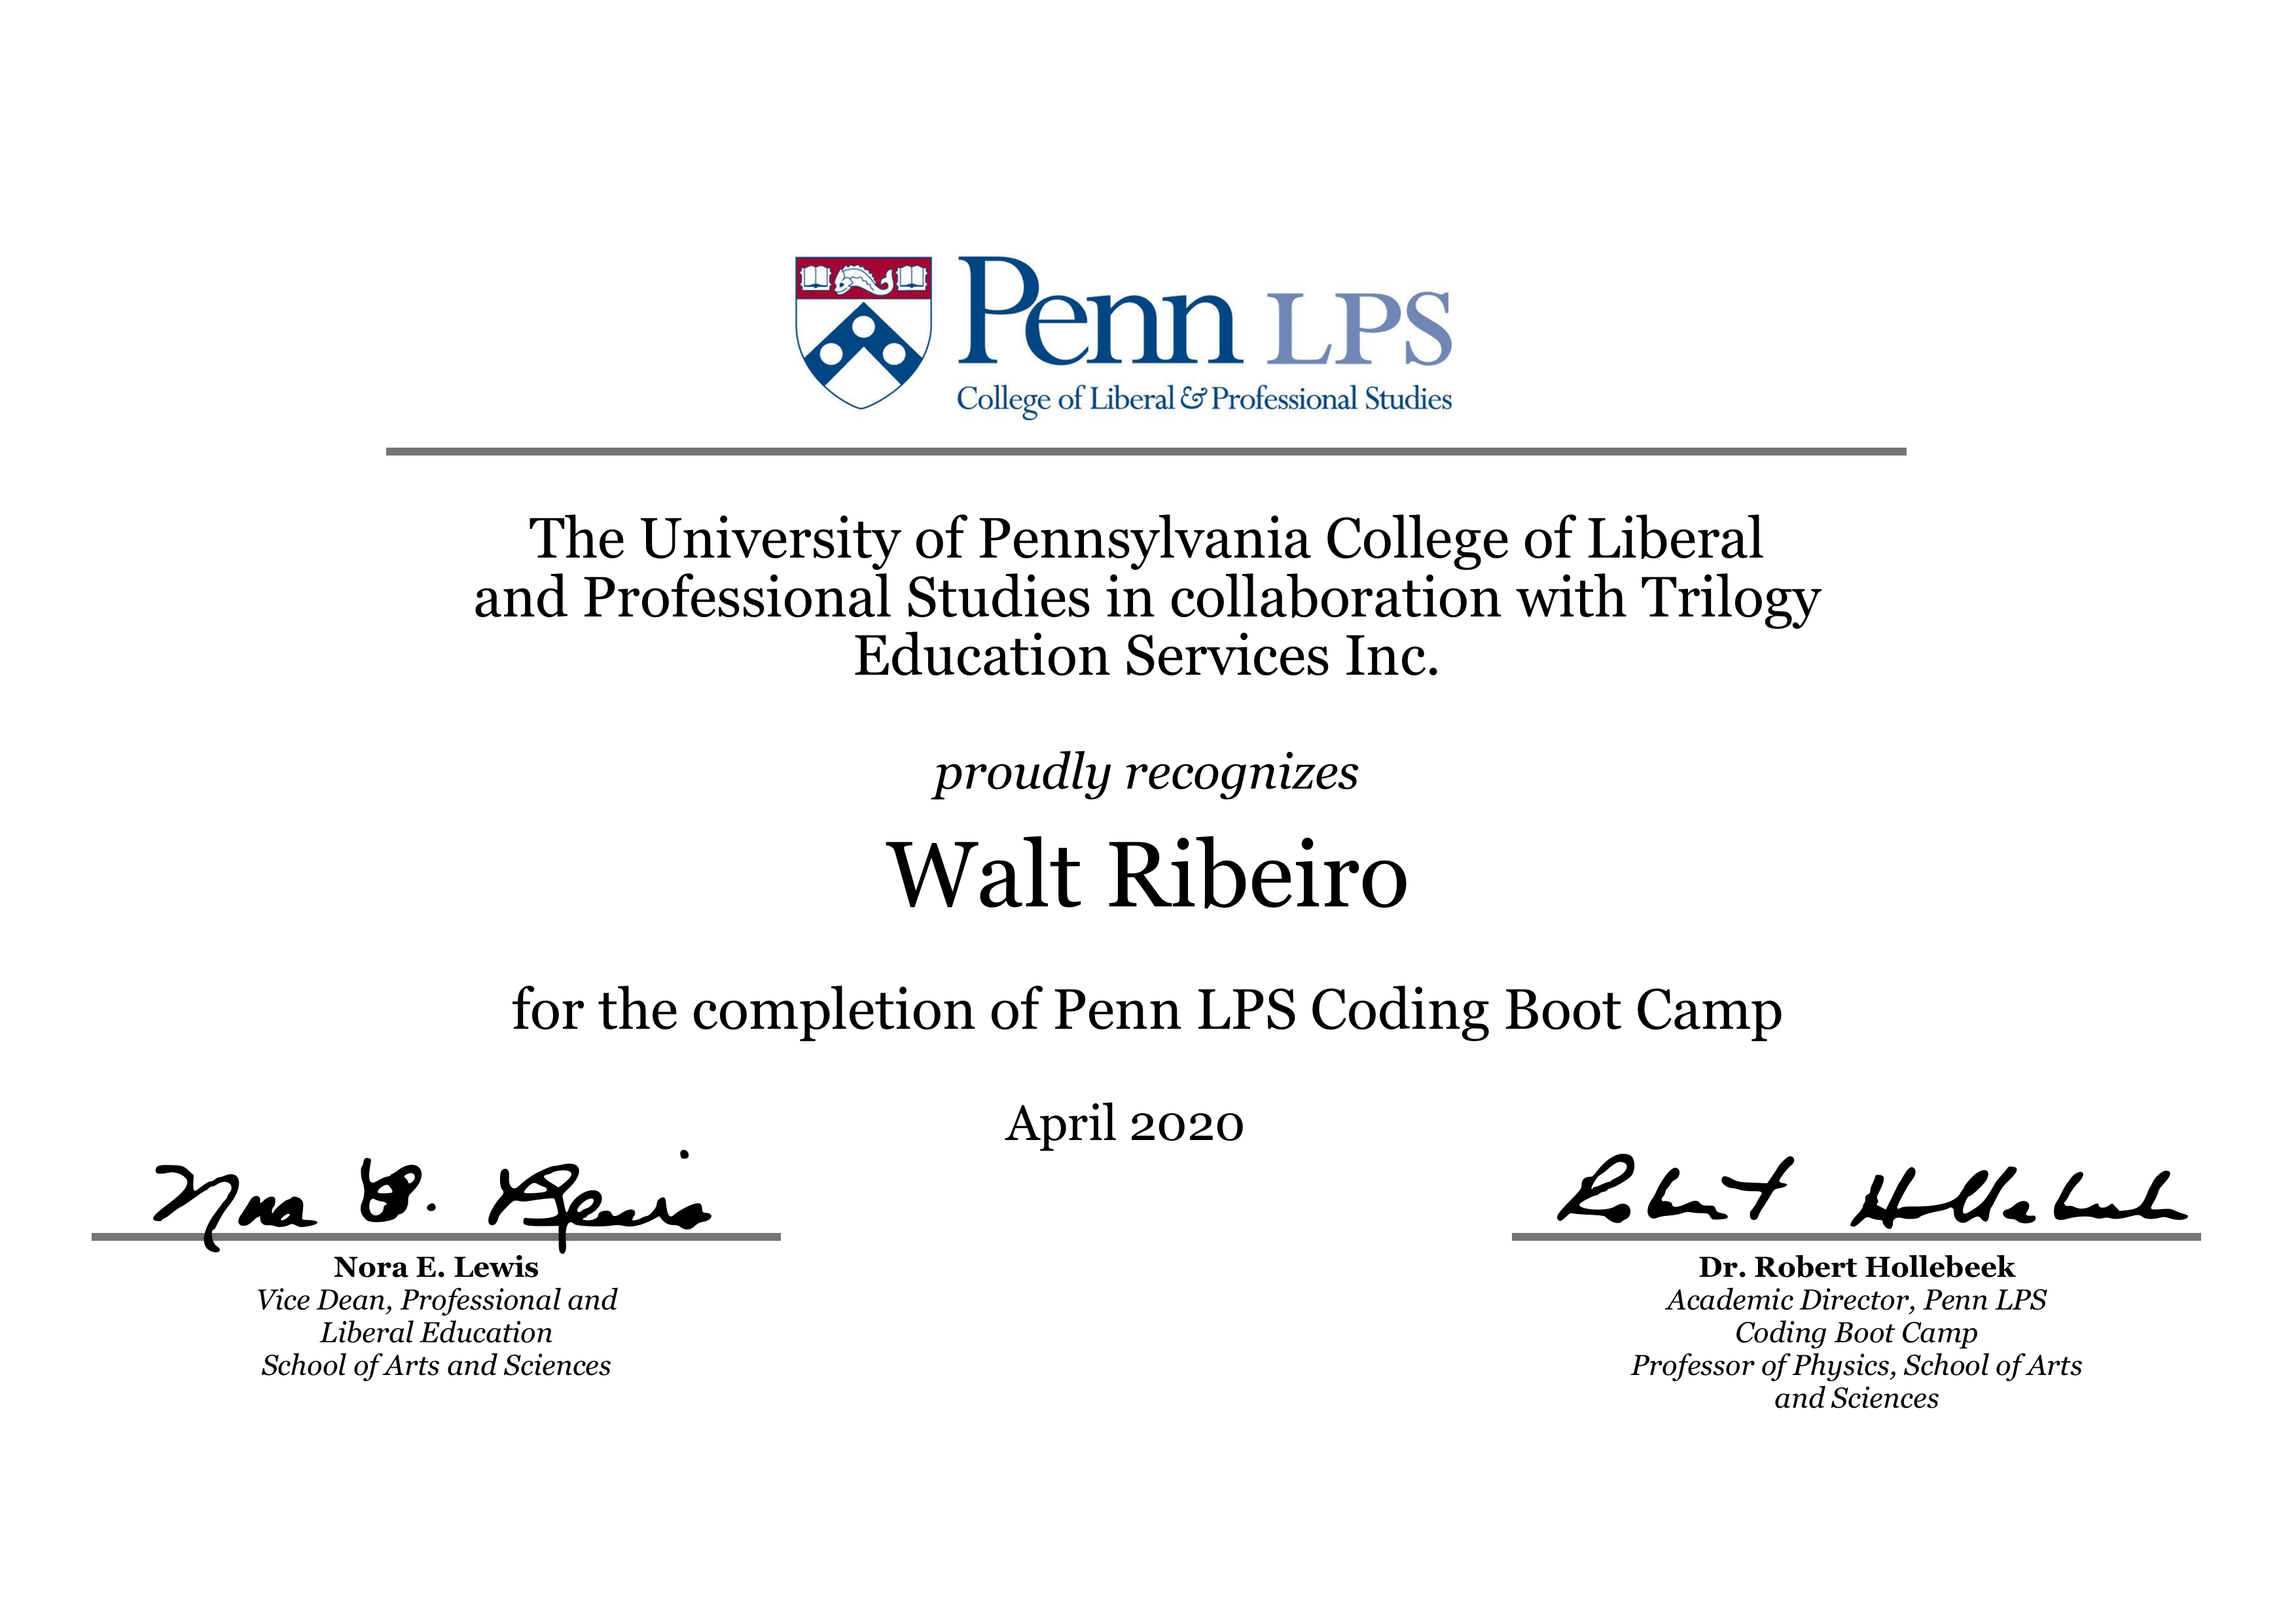 Penn LPS
College of Liberal & Professional Studies
The University of Pennsylvania College of Liberal
and Professional Studies in collaboration with Trilogy
Education Services Inc.
proudly recognizes
Walt Ribeiro
for the completion of Penn LPS Coding Boot Camp
April 2020
Nora E. Lewis
Nora E. Lewis
Vice Dean, Professional and
Liberal Education
School of Arts and Sciences
Robert Hollebeek
Dr. Robert Hollebeek
Academic Director, Penn LPS
Coding Boot Camp
Professor of Physics, School of Arts
and Sciences